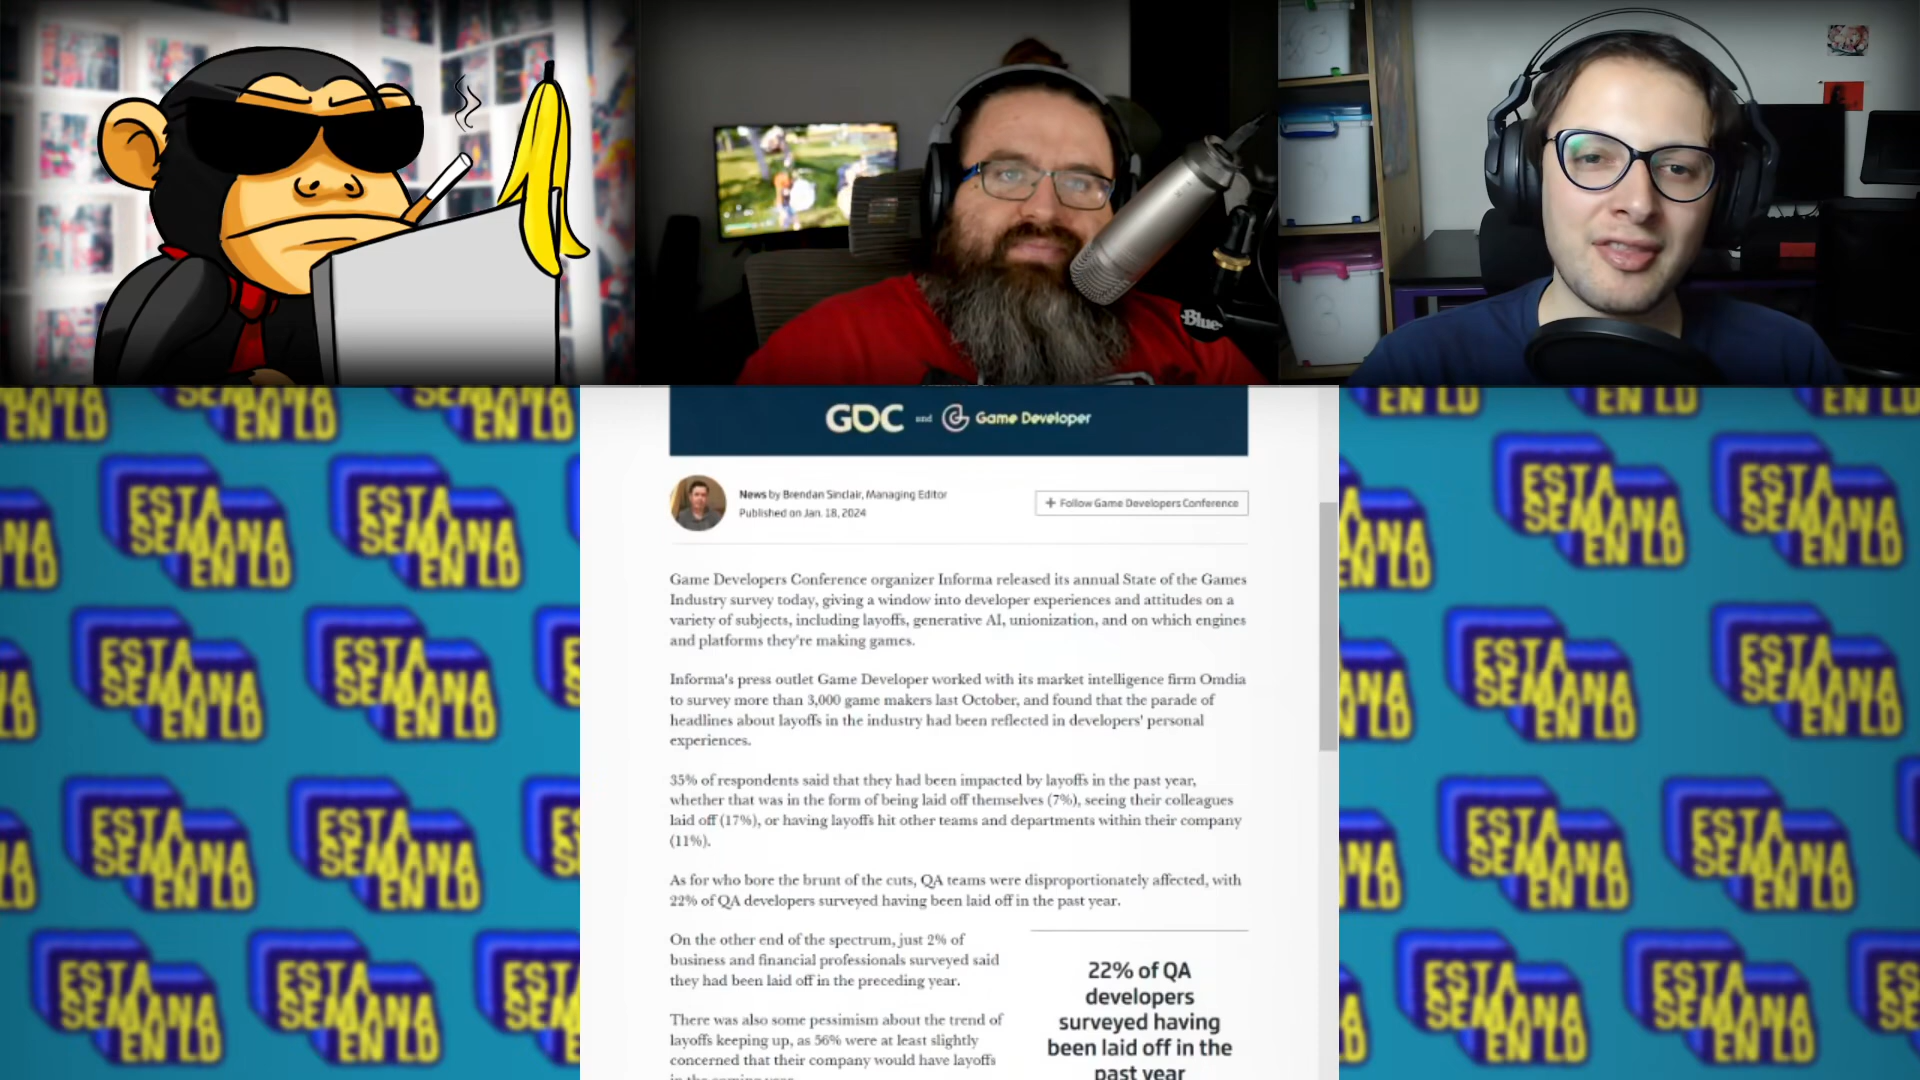 Blue
GDC and Game Developer
News by Brendan Sinclair, Managing Editor
Published on Jan. 18, 2024
+ Follow Game Developers Conference
Game Developers Conference organizer Informa released its annual State of the Games
Industry survey today, giving a window into developer experiences and attitudes on a
variety of subjects, including layoffs, generative AI, unionization, and on which engines
and platforms they're making games.
Informa's press outlet Game Developer worked with its market intelligence firm Omdia
to survey more than 3,000 game makers last October, and found that the parade of
headlines about layoffs in the industry had been reflected in developers' personal
experiences.
35% of respondents said that they had been impacted by layoffs in the past year,
whether that was in the form of being laid off themselves (7%), seeing their colleagues
laid off (17%), or having layoffs hit other teams and departments within their company
(11%).
As for who bore the brunt of the cuts, QA teams were disproportionately affected, with
22% of QA developers surveyed having been laid off in the past year.
On the other end of the spectrum, just 2% of
business and financial professionals surveyed said
they had been laid off in the preceding year.
There was also some pessimism about the trend of
layoffs keeping up, as 56% were at least slightly
concerned that their company would have layoffs
in the coming year.
22% of QA
developers
surveyed having
been laid off in the
past year
ESTA
SEMANA
EN LD